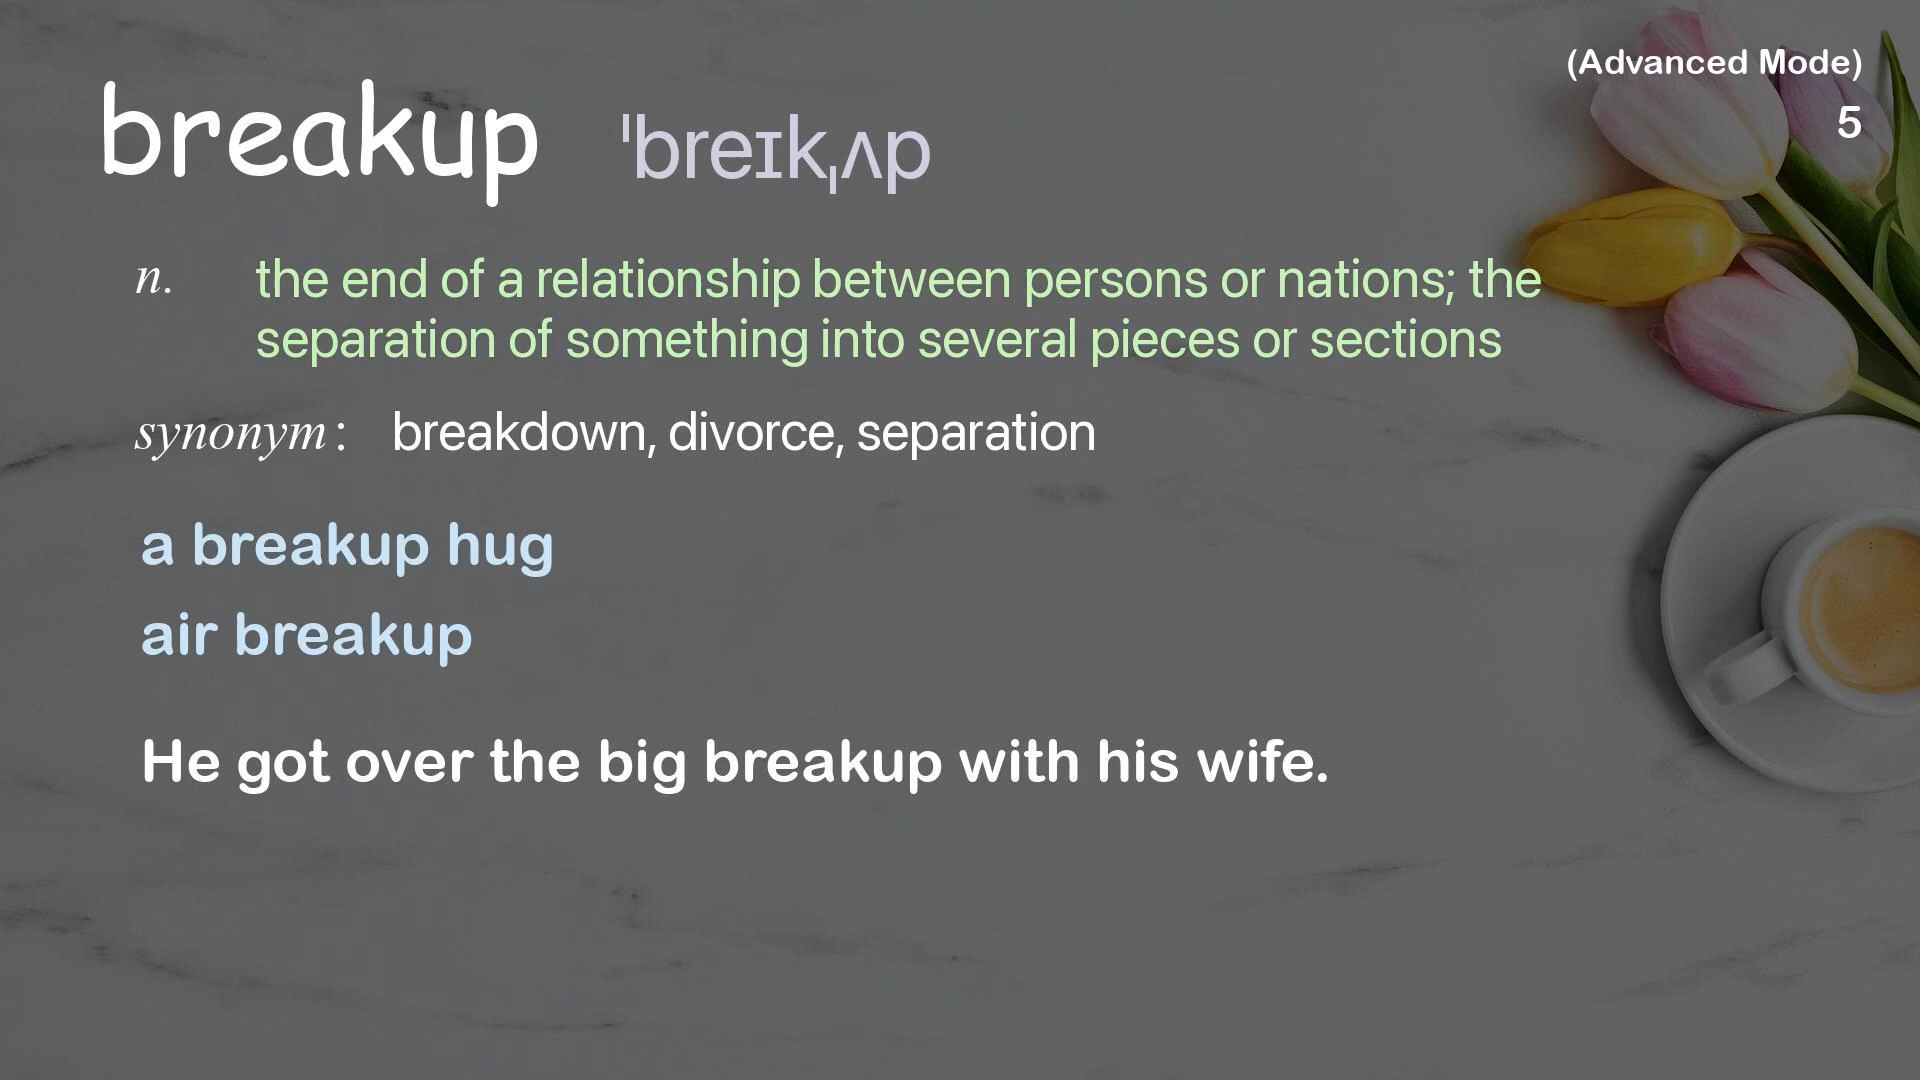 (Advanced Mode)
5
breakup ˈbreɪkˌʌp
n. the end of a relationship between persons or nations; the
separation of something into several pieces or sections
synonym: breakdown, divorce, separation
a breakup hug
air breakup
He got over the big breakup with his wife.